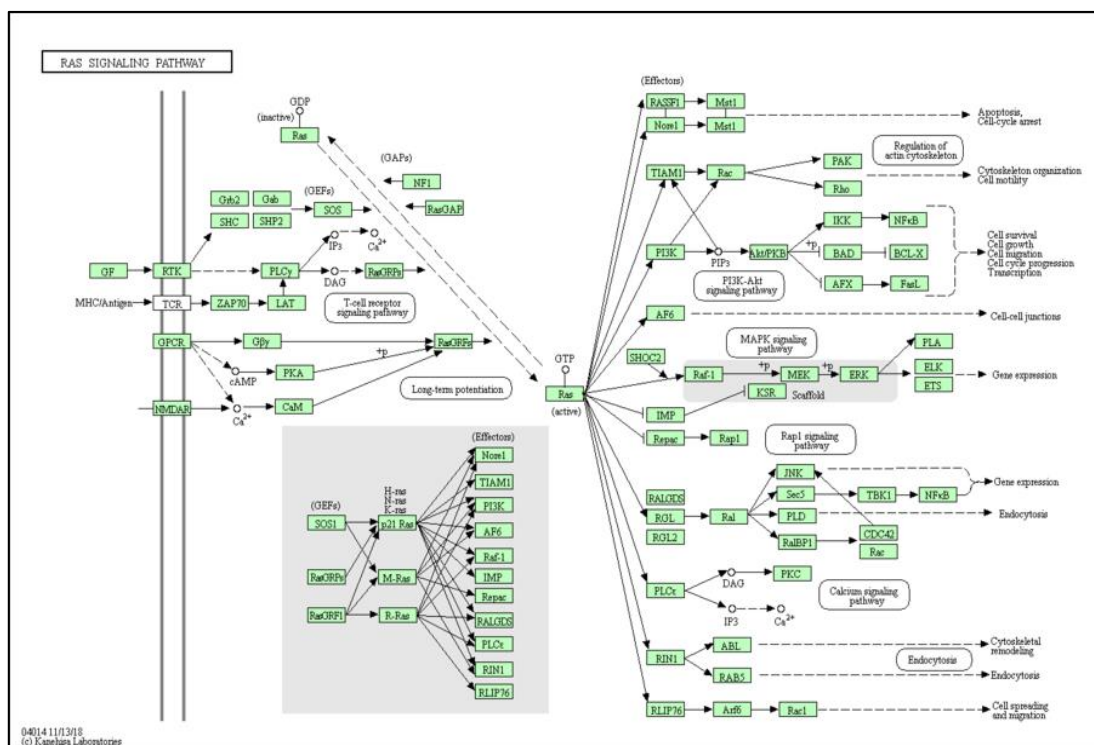 RAS SIGNALING PATHWAY
GDP
(inactive)
Ras
(GAPs)
NF1
RasGAP
Grb2
Gab
(GEFs)
SHC
SHP2
SOS
IP3
Ca2+
GF
RTK
PLCγ
DAG
RasGRPs
MHC/Antigen
TCR
ZAP70
LAT
T-cell receptor
signaling pathway
GPCR
Gβγ
RasGRFs
+p
cAMP
PKA
Long-term potentiation
NMDAR
Ca2+
CaM
GTP
Ras
(active)
(Effectors)
RASSF1
Mst1
Nore1
Mst1
Apoptosis,
Cell-cycle arrest
Regulation of
actin cytoskeleton
TIAM1
Rac
PAK
Rho
Cytoskeleton organization
Cell motility
PI3K
PIP3
Akt/PKB
+p
IKK
NFκB
BAD
BCL-X
AFX
FasL
PI3K-Akt
signaling pathway
Cell survival
Cell growth
Cell migration
Cell cycle progression
Transcription
AF6
Cell-cell junctions
MAPK signaling
pathway
SHOC2
Raf-1
+p
MEK
+p
ERK
PLA
ELK
ETS
Gene expression
KSR
Scaffold
IMP
Repac
Rap1
Rap1 signaling
pathway
RALGDS
RGL
RGL2
Ral
JNK
Sec5
TBK1
NFκB
Gene expression
PLD
Endocytosis
RalBP1
CDC42
Rac
PLCε
DAG
PKC
IP3
Ca2+
Calcium signaling
pathway
RIN1
ABL
Cytoskeletal
remodeling
RAB5
Endocytosis
Endocytosis
RLIP76
Arf6
Rac1
Cell spreading
and migration
(Effectors)
(GEFs)
H-ras
N-ras
K-ras
SOS1
p21 Ras
RasGRPs
M-Ras
RasGRF1
R-Ras
Nore1
TIAM1
PI3K
AF6
Raf-1
IMP
Repac
RALGDS
PLCε
RIN1
RLIP76
04014 11/13/18
(c) Kanehisa Laboratories